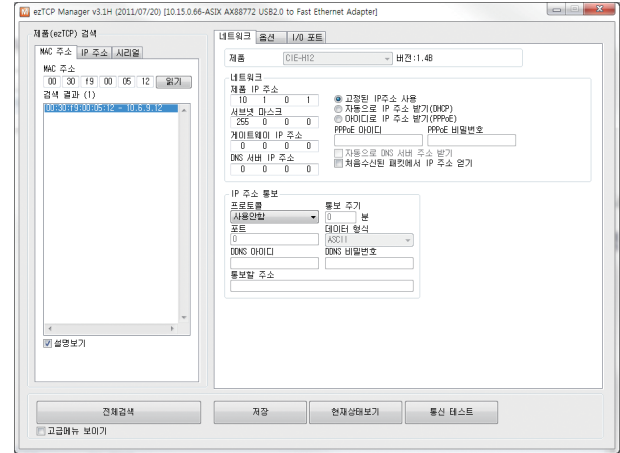 ezTCP Manager v3.1H (2011/07/20) [10.15.0.66-ASIX AX88772 USB2.0 to Fast Ethernet Adapter]
제품(ezTCP) 검색
MAC 주소 IP 주소 시리얼
MAC 주소
00 30 f9 00 05 12 읽기
검색 결과 (1)
00:30:f9:00:05:12 - 10.6.9.12
설명보기
네트워크 옵션 I/O 포트
제품 CIE-H12 버전:1.4B
네트워크
제품 IP 주소
10 1 0 1
서브넷 마스크
255 0 0 0
게이트웨이 IP 주소
0 0 0 0
DNS 서버 IP 주소
0 0 0 0
고정된 IP주소 사용
자동으로 IP 주소 받기(DHCP)
아이디로 IP 주소 받기(PPPoE)
PPPoE 아이디 PPPoE 비밀번호
자동으로 DNS 서버 주소 받기
처음수신된 패킷에서 IP 주소 얻기
IP 주소 통보
프로토콜 통보 주기
사용안함 0 분
포트 데이터 형식
0 ASCII
DDNS 아이디 DDNS 비밀번호
통보할 주소
전체검색 저장 현재상태보기 통신 테스트
고급메뉴 보이기